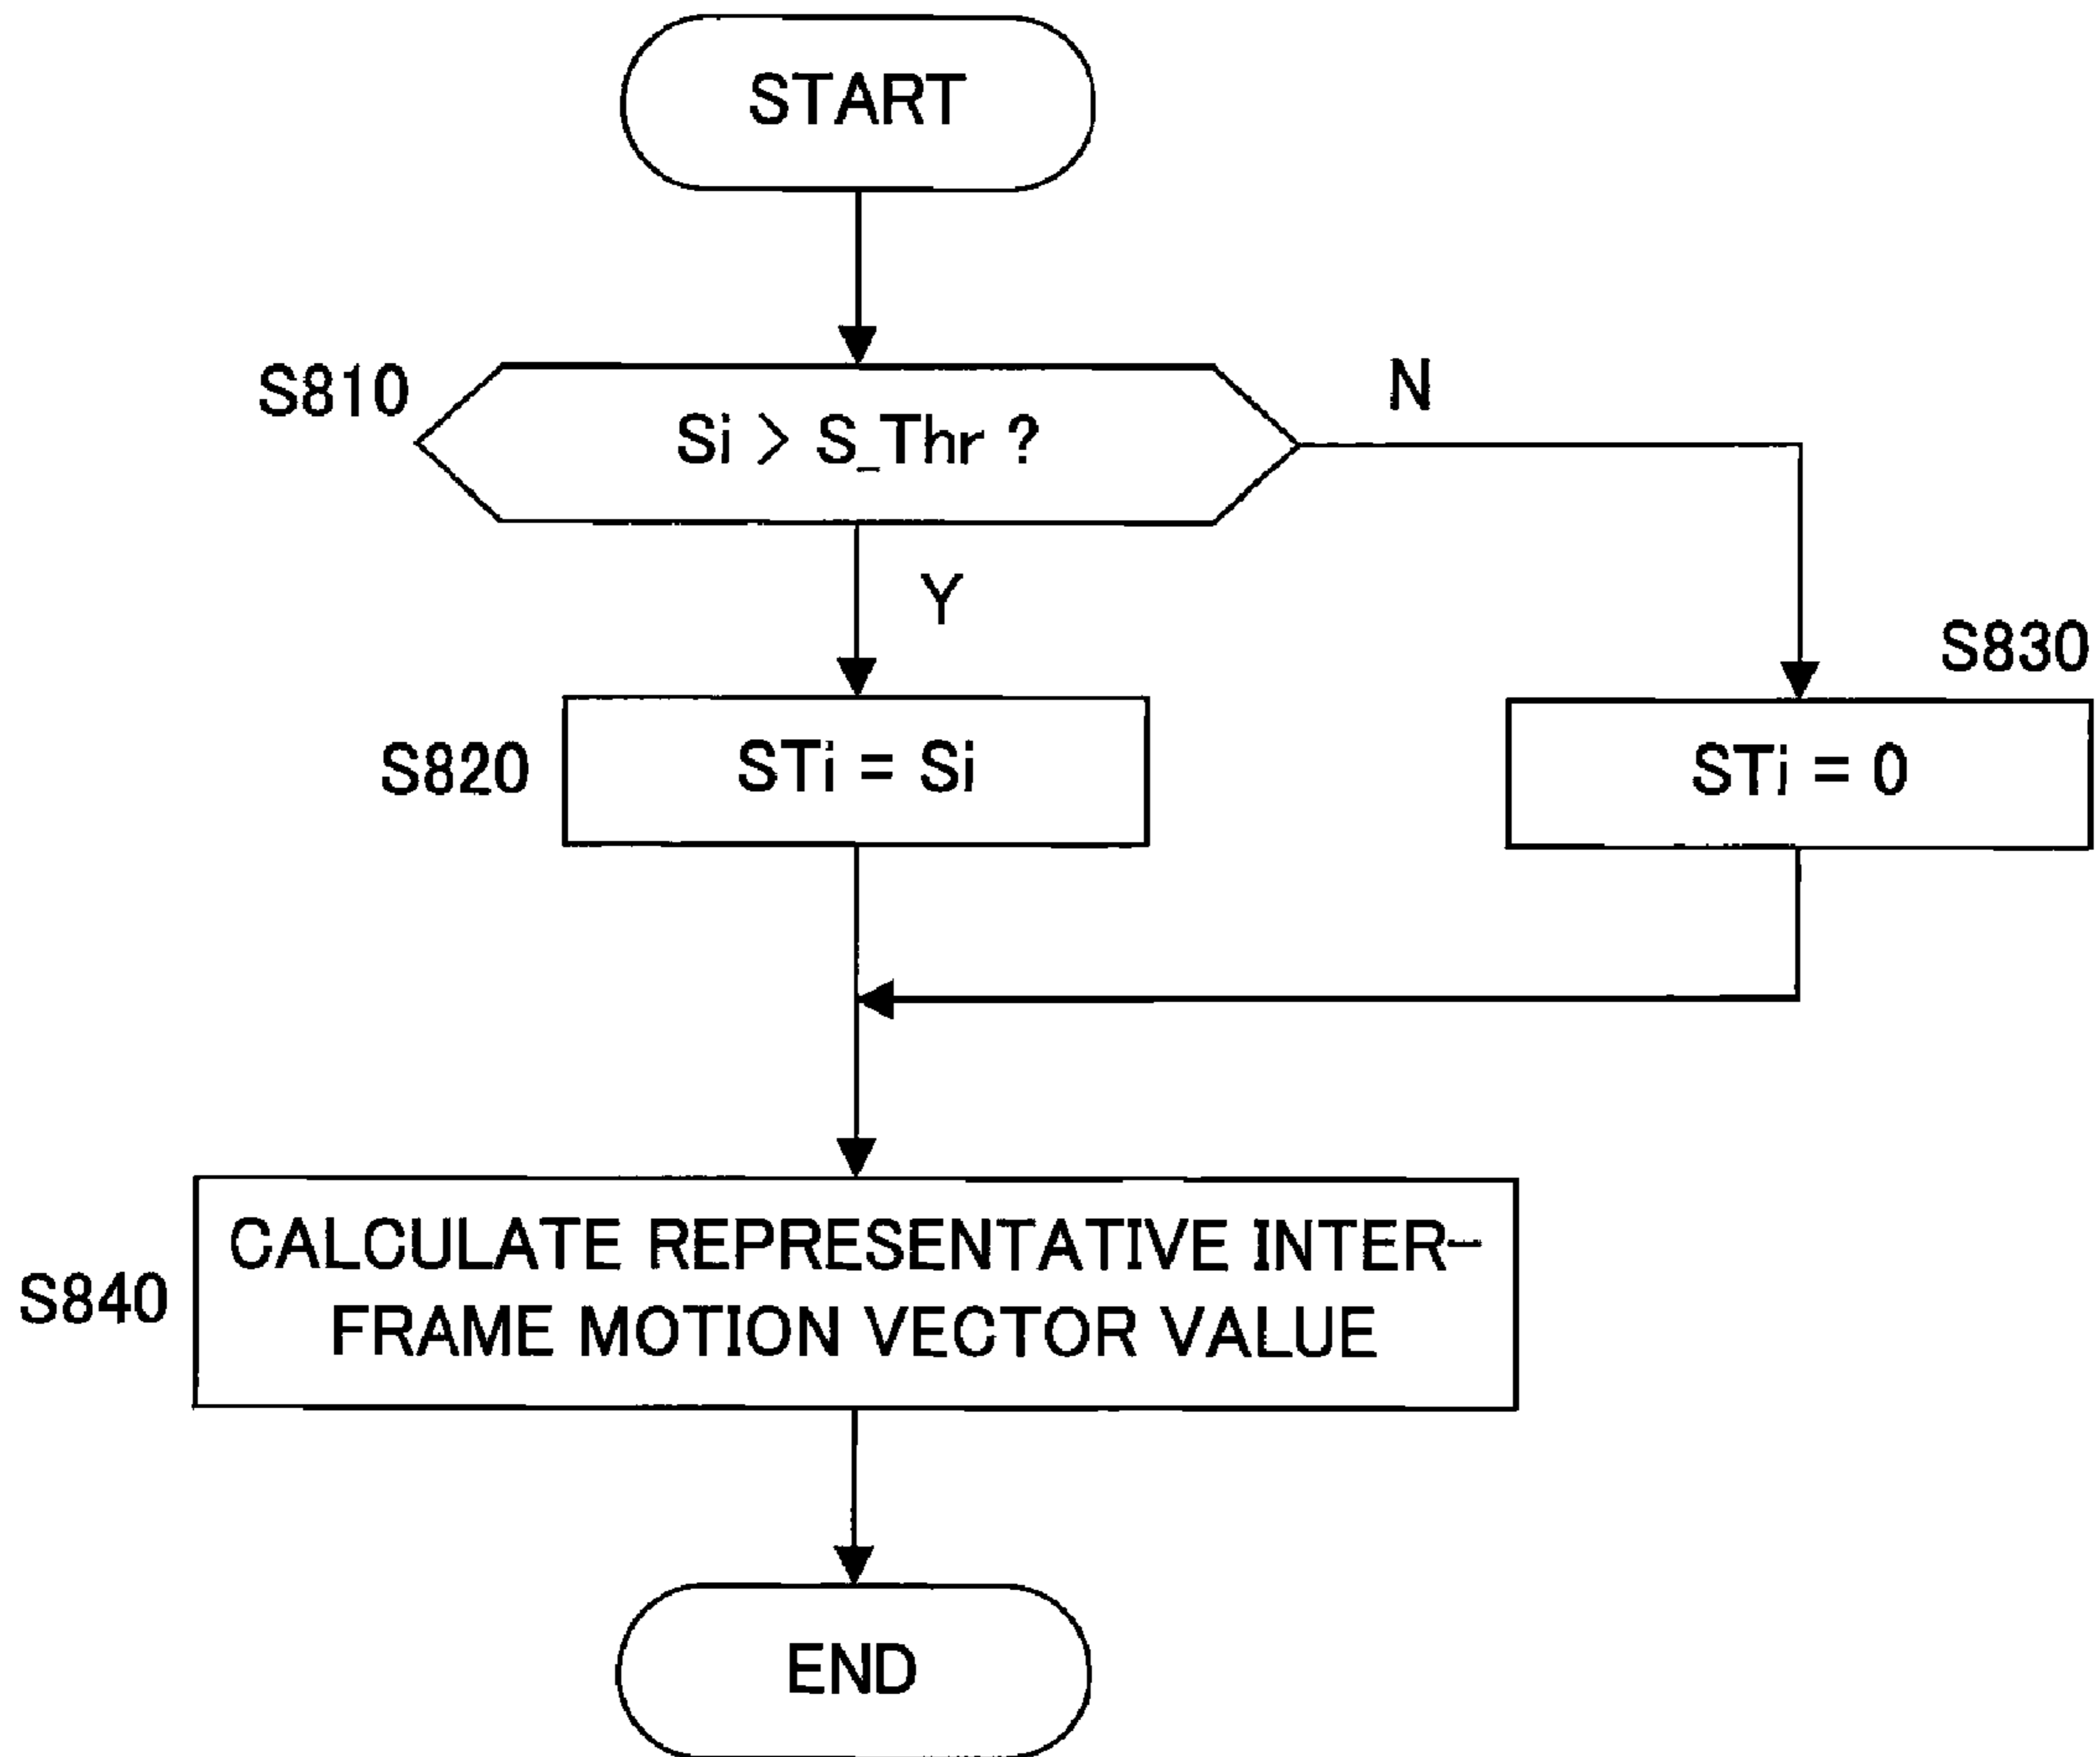 START
S810
Si > S_Thr ?
N
Y
S830
S820
STi = Si
STi = 0
CALCULATE REPRESENTATIVE INTER-
S840
FRAME MOTION VECTOR VALUE
END